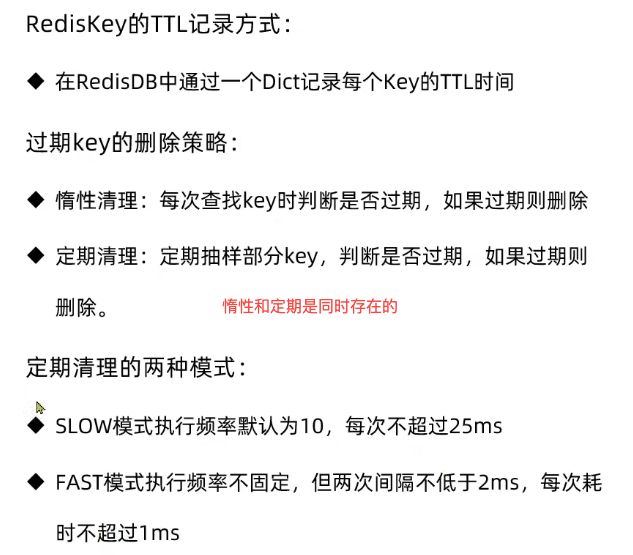 RedisKey的TTL记录方式：
◆ 在RedisDB中通过一个Dict记录每个Key的TTL时间
过期key的删除策略：
◆ 惰性清理：每次查找key时判断是否过期，如果过期则删除
◆ 定期清理：定期抽样部分key，判断是否过期，如果过期则
删除。
惰性和定期是同时存在的
定期清理的两种模式：
◆ SLOW模式执行频率默认为10，每次不超过25ms
◆ FAST模式执行频率不固定，但两次间隔不低于2ms，每次耗
时不超过1ms